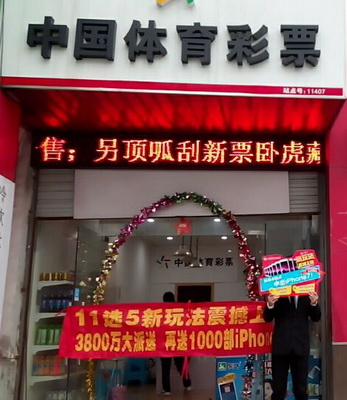 中国体育彩票
站点号：11407
售；另顶呱刮新票卧虎藏
中国体育彩票
11选5新玩法震撼上
3800万大派送 再送1000部iPhone